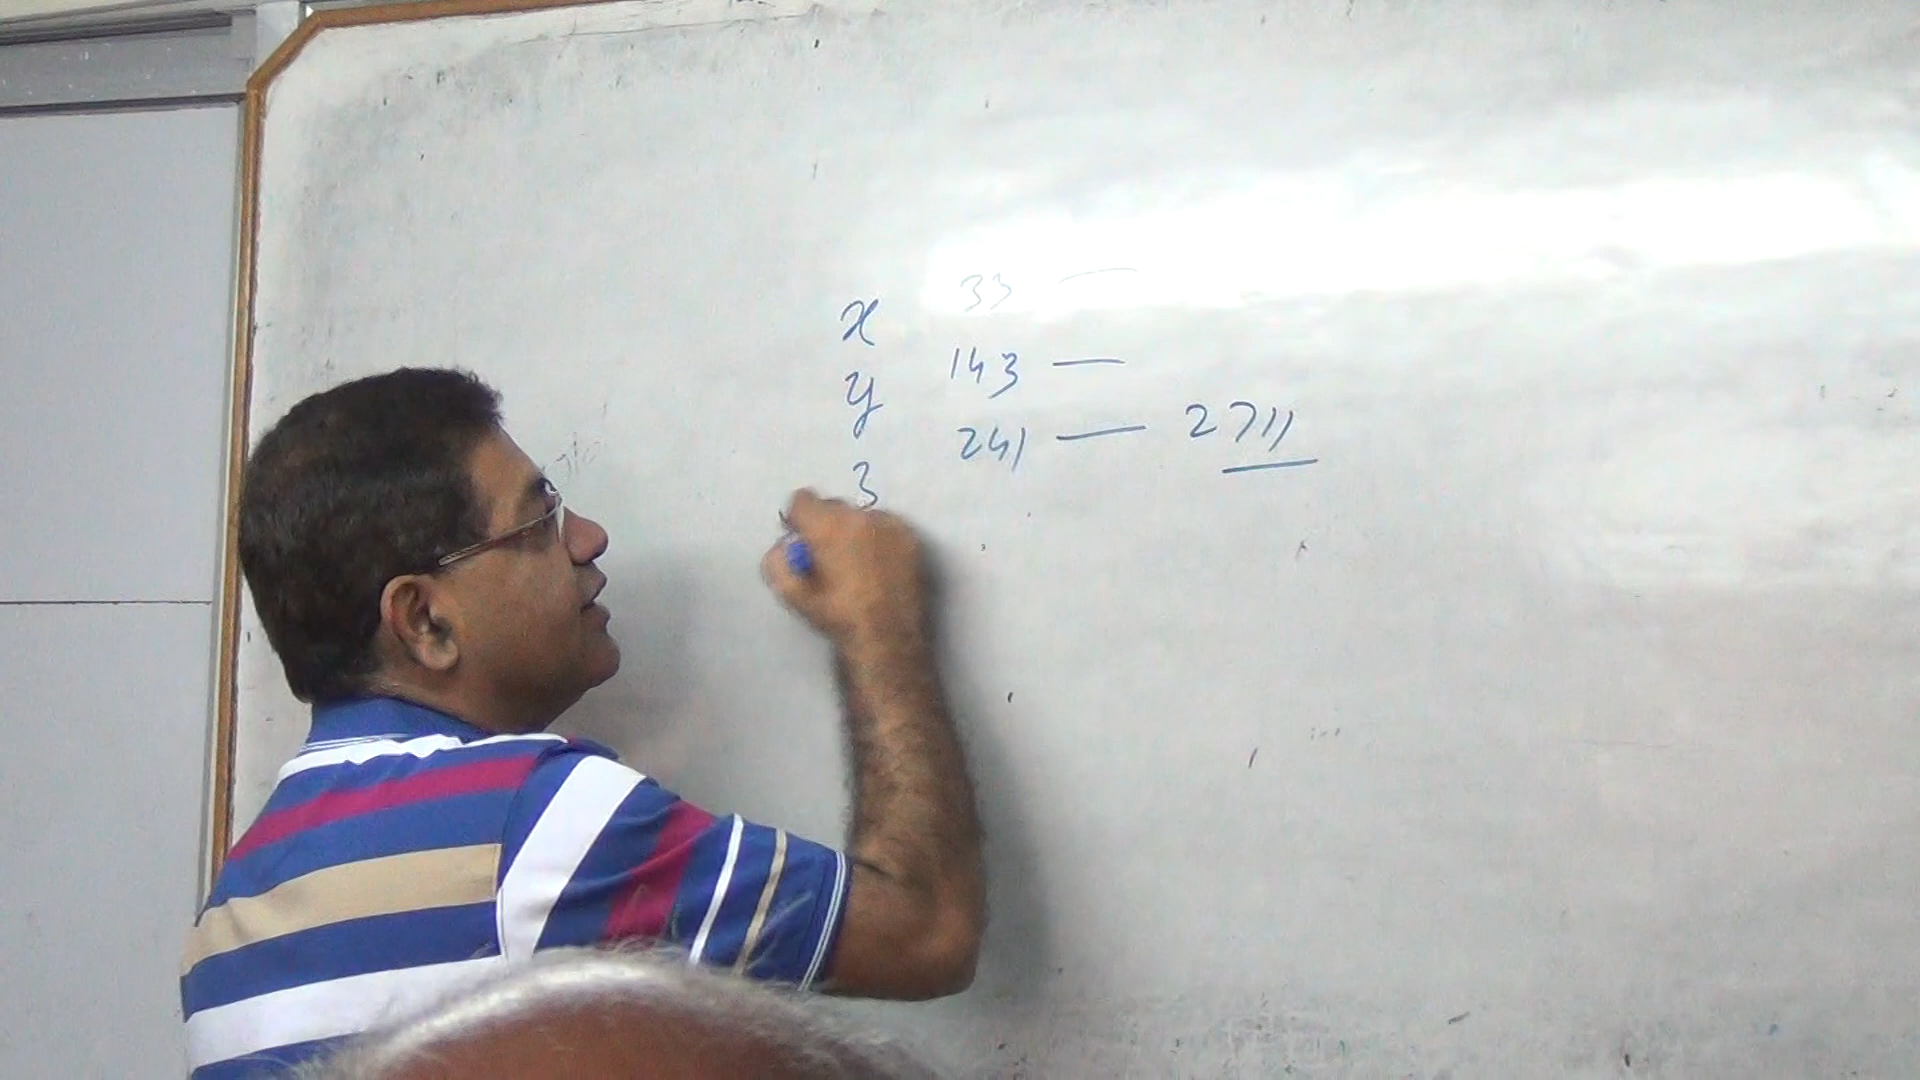 x 33 —
y 143 —
3 241 — 2711